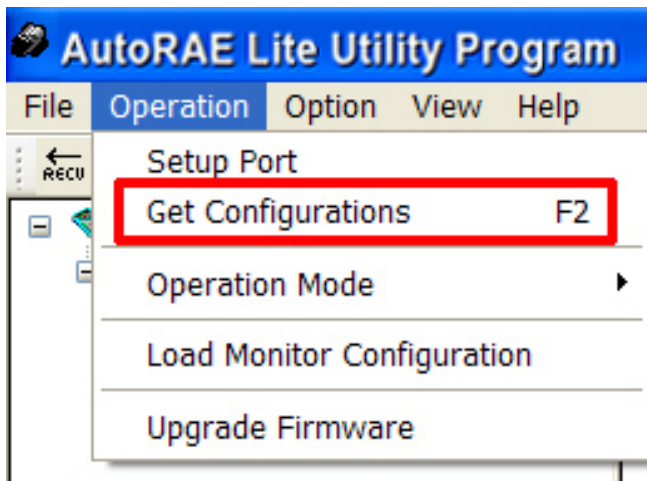 AutoRAE Lite Utility Program
File Operation Option View Help
RECV
Setup Port
Get Configurations F2
Operation Mode
Load Monitor Configuration
Upgrade Firmware